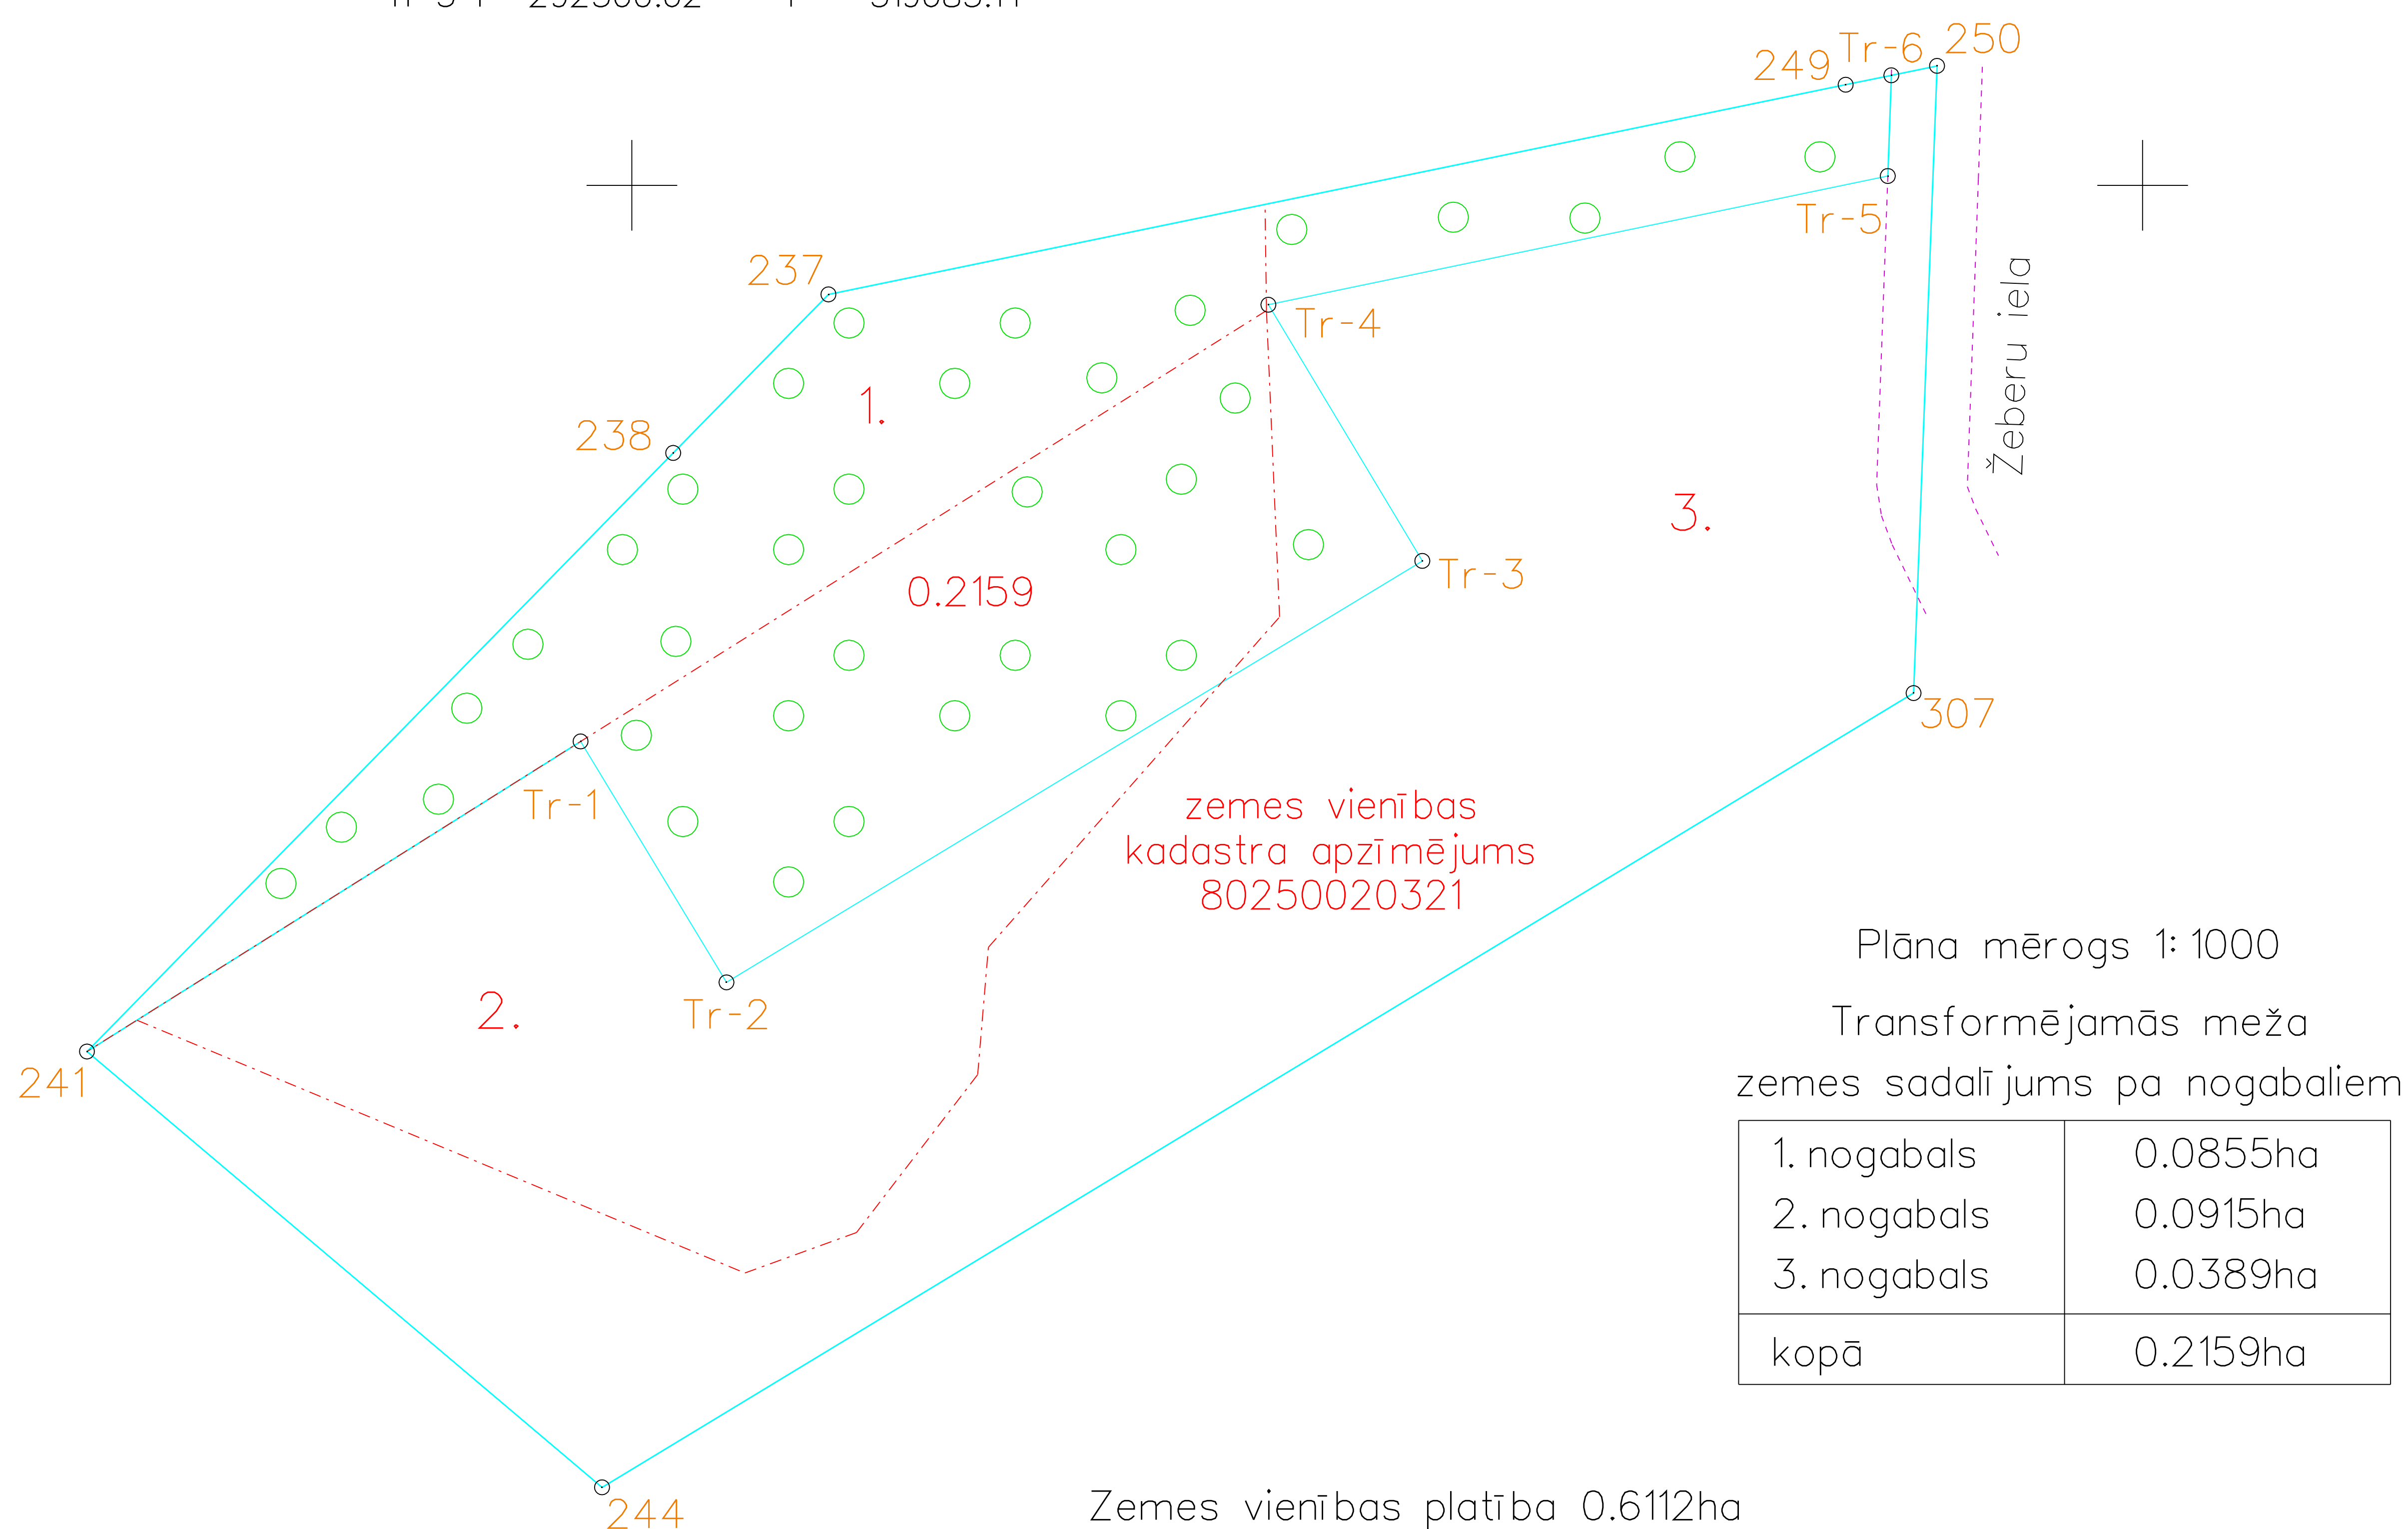 249
Tr-6
250
237
Tr-5
Tr-4
238
1.
Žeberu iela
3.
Tr-3
0.2159
307
Tr-1
zemes vienības
kadastra apzīmējums
80250020321
Tr-2
2.
241
244
Plāna mērogs 1: 1000
Transformējamās meža
zemes sadalījums pa nogabaliem
1. nogabals 0.0855ha
2. nogabals 0.0915ha
3. nogabals 0.0389ha
kopā 0.2159ha
Zemes vienības platība 0.6112ha